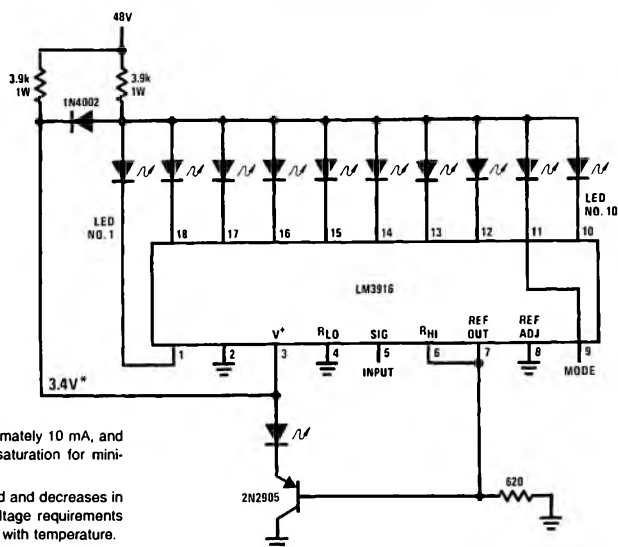 48V
3.9k
1W
3.9k
1W
1N4002
LED
NO. 1
LED
NO. 10
18
17
16
15
14
13
12
11
10
LM3916
V+
RLO
SIG
RHI
REF
OUT
REF
ADJ
1
2
3
4
5
6
7
8
9
INPUT
MODE
3.4V*
mately 10 mA, and
saturation for mini-
d and decreases in
ltage requirements
with temperature.
2N2905
620